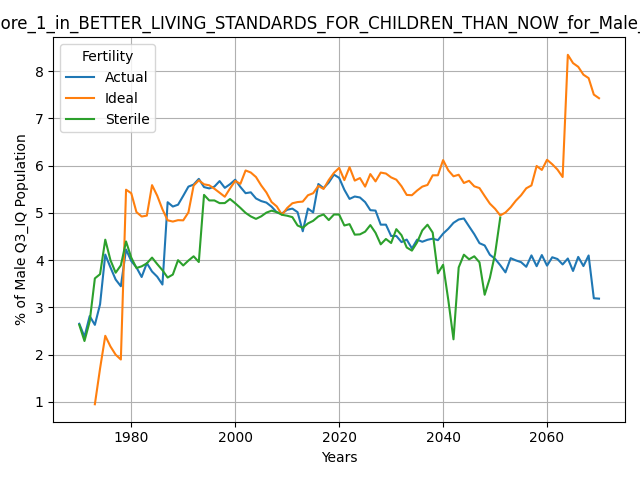 ore_1_in_BETTER_LIVING_STANDARDS_FOR_CHILDREN_THAN_NOW_for_Male_
Fertility
Actual
Ideal
Sterile
% of Male Q3_IQ Population
8
7
6
5
4
3
2
1
1980 2000 2020 2040 2060
Years